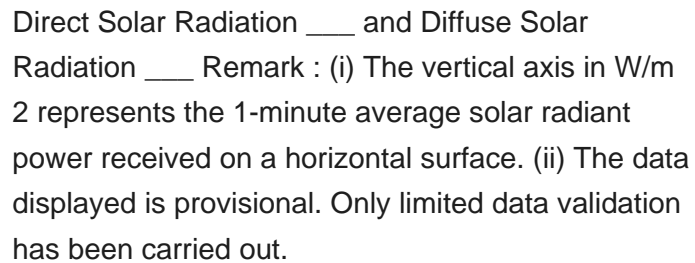 Direct Solar Radiation ___ and Diffuse Solar
Radiation ___ Remark : (i) The vertical axis in W/m
2 represents the 1-minute average solar radiant
power received on a horizontal surface. (ii) The data
displayed is provisional. Only limited data validation
has been carried out.